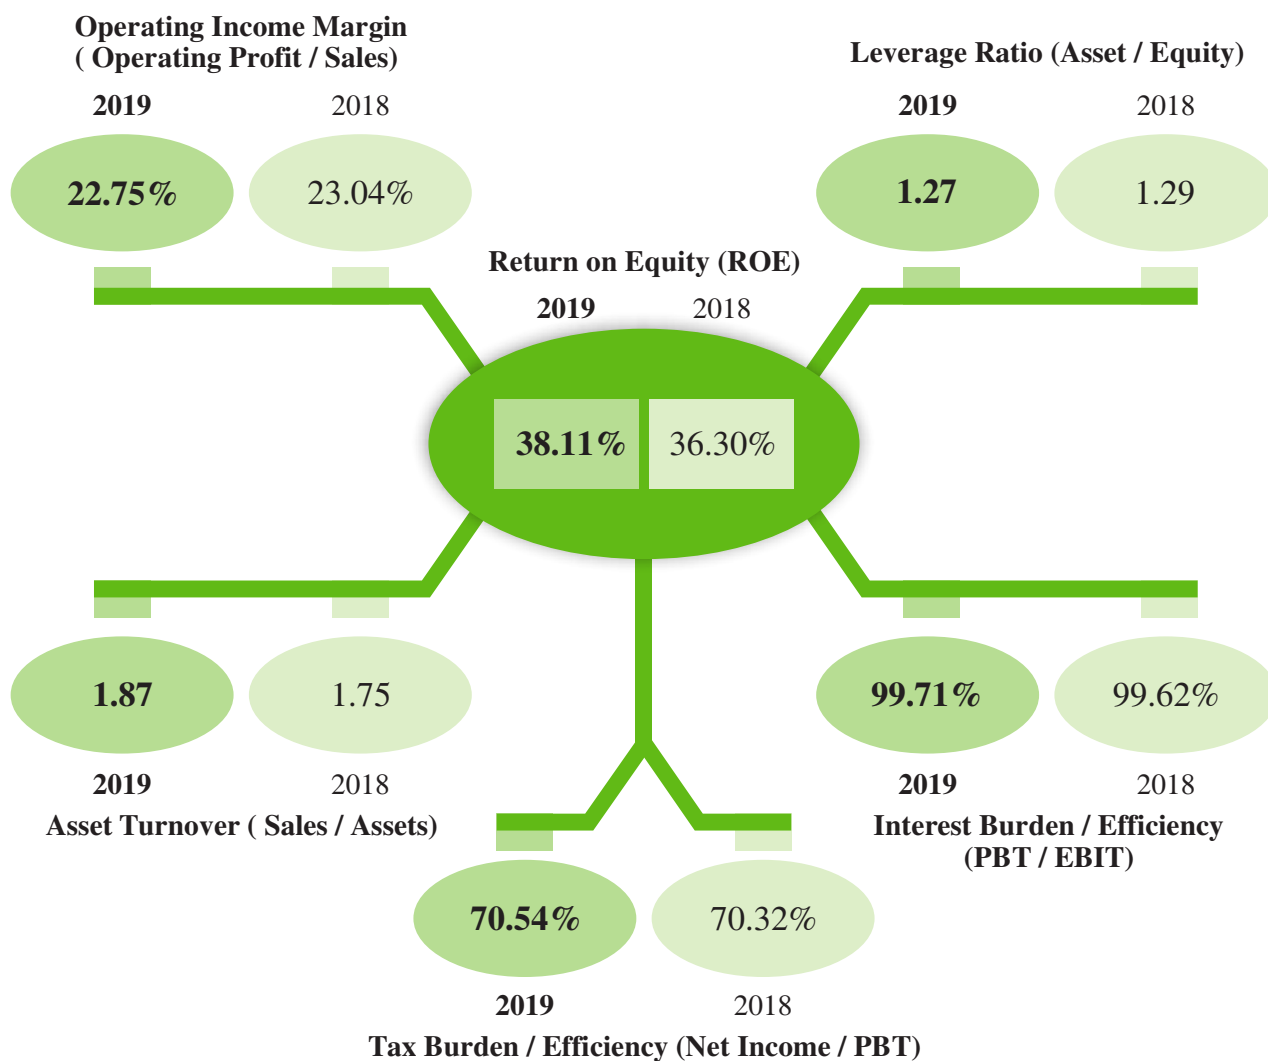 Operating Income Margin
( Operating Profit / Sales)
2019 2018
22.75% 23.04%
Leverage Ratio (Asset / Equity)
2019 2018
1.27 1.29
Return on Equity (ROE)
2019 2018
38.11% 36.30%
1.87 1.75
2019 2018
Asset Turnover ( Sales / Assets)
99.71% 99.62%
2019 2018
Interest Burden / Efficiency
(PBT / EBIT)
70.54% 70.32%
2019 2018
Tax Burden / Efficiency (Net Income / PBT)